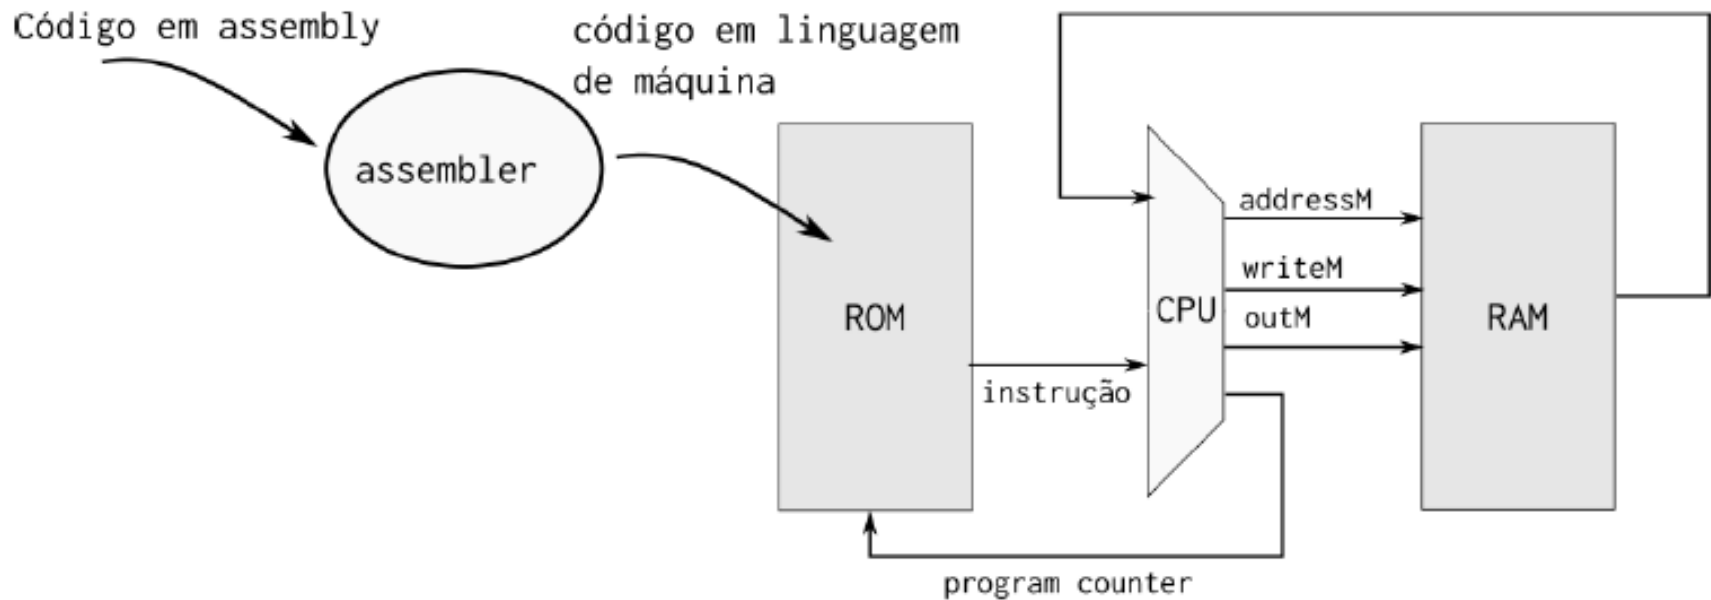 Código em assembly
código em linguagem
de máquina
assembler
ROM
instrução
CPU
addressM
writeM
outM
RAM
program counter